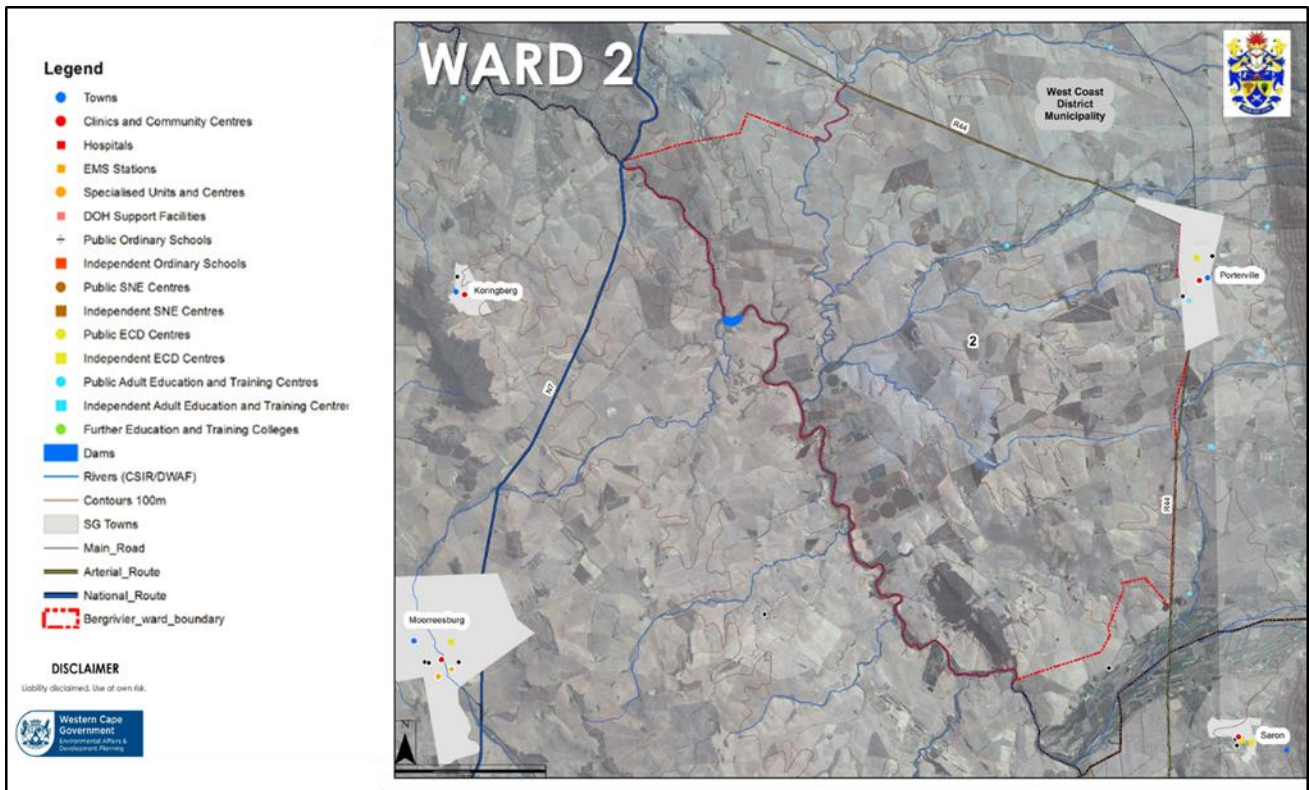 Legend
Towns
Clinics and Community Centres
Hospitals
EMS Stations
Specialised Units and Centres
DOH Support Facilities
Public Ordinary Schools
Independent Ordinary Schools
Public SNE Centres
Independent SNE Centres
Public ECD Centres
Independent ECD Centres
Public Adult Education and Training Centres
Independent Adult Education and Training Centre
Further Education and Training Colleges
Dams
Rivers (CSIR/DWAF)
Contours 100m
SG Towns
Main_Road
Arterial_Route
National_Route
Bergrivier_ward_boundary
DISCLAIMER
Liability disclaimed. Use at own risk.
Western Cape
Government
Environmental Affairs &
Development Planning
WARD 2
West Coast
District
Municipality
R44
Porterville
Koringberg
2
N7
R44
Moorreesburg
Saron
N